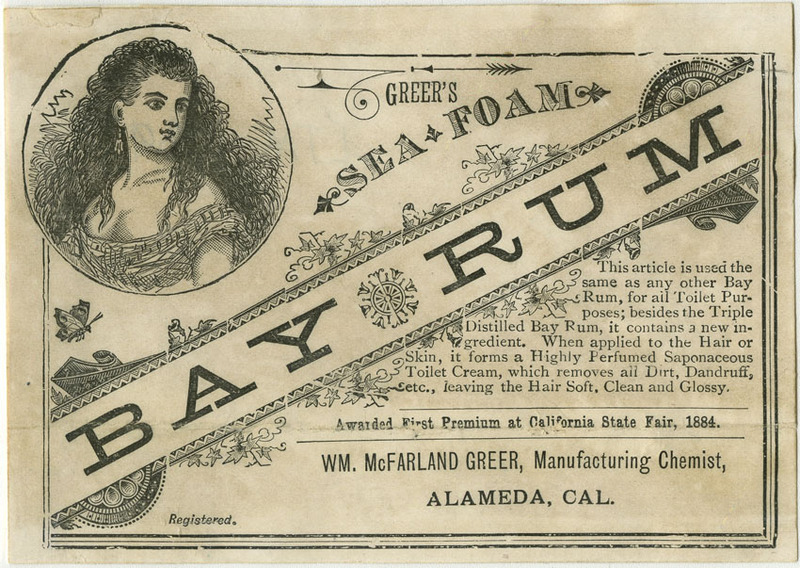 GREER'S
SEA FOAM
BAY RUM
This article is used the
same as any other Bay
Rum, for all Toilet Pur-
poses; besides the Triple
Distilled Bay Rum, it contains a new in-
gredient. When applied to the Hair or
Skin, it forms a Highly Perfumed Saponaceous
Toilet Cream, which removes all Dirt, Dandruff,
etc., leaving the Hair Soft, Clean and Glossy.
Awarded First Premium at California State Fair, 1884.
WM. McFARLAND GREER, Manufacturing Chemist,
ALAMEDA, CAL.
Registered.